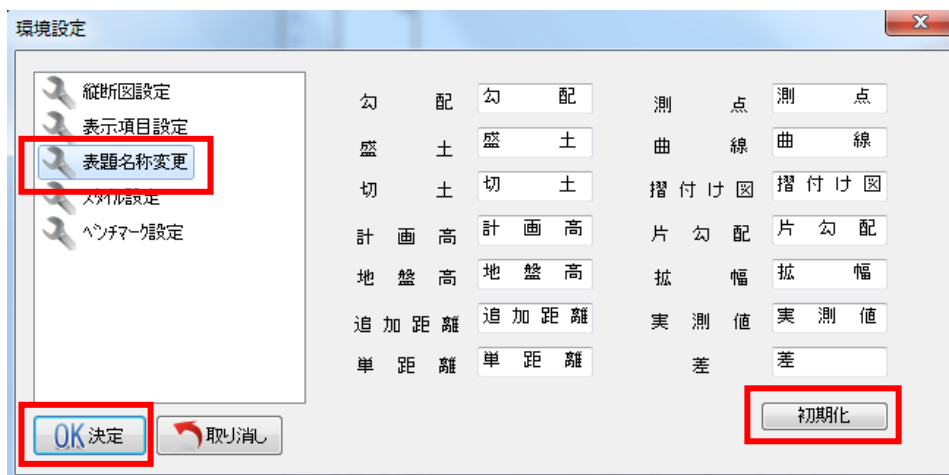 環境設定
縦断図設定
表示項目設定
表題名称変更
スタイル設定
ベンチマーク設定
勾 配 勾 配
盛 土 盛 土
切 土 切 土
計 画 高 計 画 高
地 盤 高 地 盤 高
追 加 距 離 追 加 距 離
単 距 離 単 距 離
測 点 測 点
曲 線 曲 線
摺 付 け 図 摺 付 け 図
片 勾 配 片 勾 配
拡 幅 拡 幅
実 測 値 実 測 値
差 差
初期化
OK 決定
取り消し